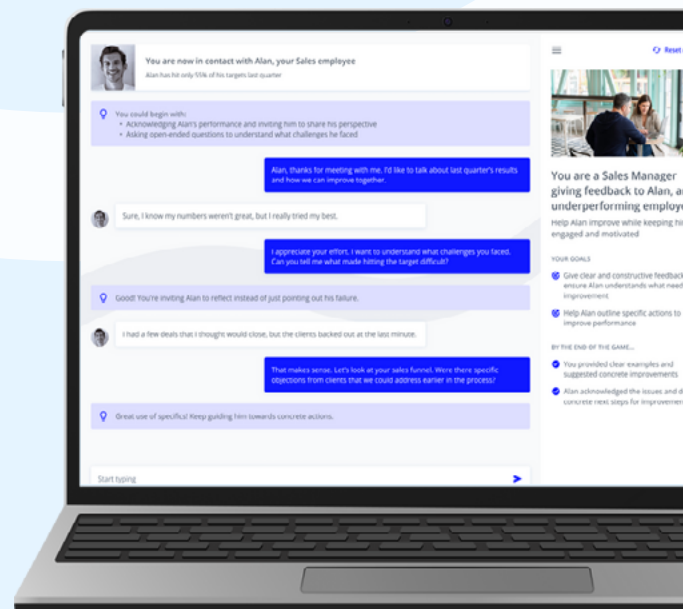 You are now in contact with Alan, your Sales employee
Alan has hit only 55% of his targets last quarter
You could begin with:
• Acknowledging Alan's performance and inviting him to share his perspective
• Asking open-ended questions to understand what challenges he faced
Alan, thanks for meeting with me. I'd like to talk about last quarter's results
and how we can improve together.
Sure, I know my numbers weren't great, but I really tried my best.
I appreciate your effort. I want to understand what challenges you faced.
Can you tell me what made hitting the target difficult?
Good! You're inviting Alan to reflect instead of just pointing out his failure.
I had a few deals that I thought would close, but the clients backed out at the last minute.
That makes sense. Let's look at your sales funnel. Were there specific
objections from clients that we could address earlier in the process?
Great use of specifics! Keep guiding him towards concrete actions.
Start typing
Reset
You are a Sales Manager
giving feedback to Alan, a
underperforming employ
Help Alan improve while keeping hi
engaged and motivated
YOUR GOALS
Give clear and constructive feedback
ensure Alan understands what need
improvement
Help Alan outline specific actions to
improve performance
BY THE END OF THE GAME...
You provided clear examples and
suggested concrete improvements
Alan acknowledged the issues and d
concrete next steps for improvemen